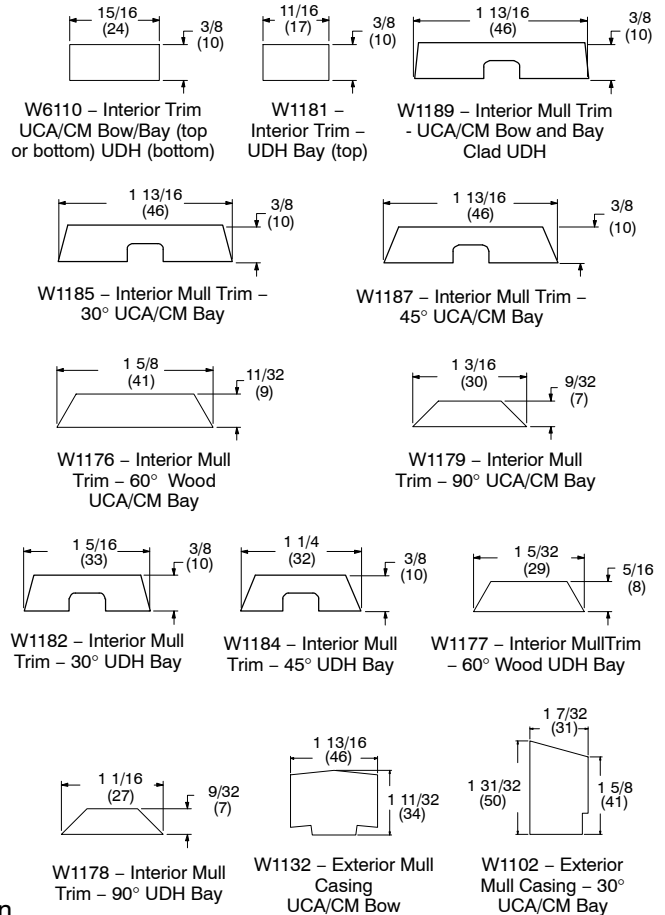 15/16
(24)
3/8
(10)
11/16
(17)
3/8
(10)
1 13/16
(46)
3/8
(10)
W6110 – Interior Trim
UCA/CM Bow/Bay (top
or bottom) UDH (bottom)
W1181 –
Interior Trim –
UDH Bay (top)
W1189 – Interior Mull Trim
- UCA/CM Bow and Bay
Clad UDH
1 13/16
(46)
3/8
(10)
1 13/16
(46)
3/8
(10)
W1185 – Interior Mull Trim –
30° UCA/CM Bay
W1187 – Interior Mull Trim –
45° UCA/CM Bay
1 5/8
(41)
11/32
(9)
1 3/16
(30)
9/32
(7)
W1176 – Interior Mull
Trim – 60° Wood
UCA/CM Bay
W1179 – Interior Mull
Trim – 90° UCA/CM Bay
1 5/16
(33)
3/8
(10)
1 1/4
(32)
3/8
(10)
1 5/32
(29)
5/16
(8)
W1182 – Interior Mull
Trim – 30° UDH Bay
W1184 – Interior Mull
Trim – 45° UDH Bay
W1177 – Interior MullTrim
– 60° Wood UDH Bay
1 1/16
(27)
9/32
(7)
1 13/16
(46)
1 11/32
(34)
1 7/32
(31)
1 31/32
(50)
1 5/8
(41)
W1178 – Interior Mull
Trim – 90° UDH Bay
W1132 – Exterior Mull
Casing
UCA/CM Bow
W1102 – Exterior
Mull Casing – 30°
UCA/CM Bay